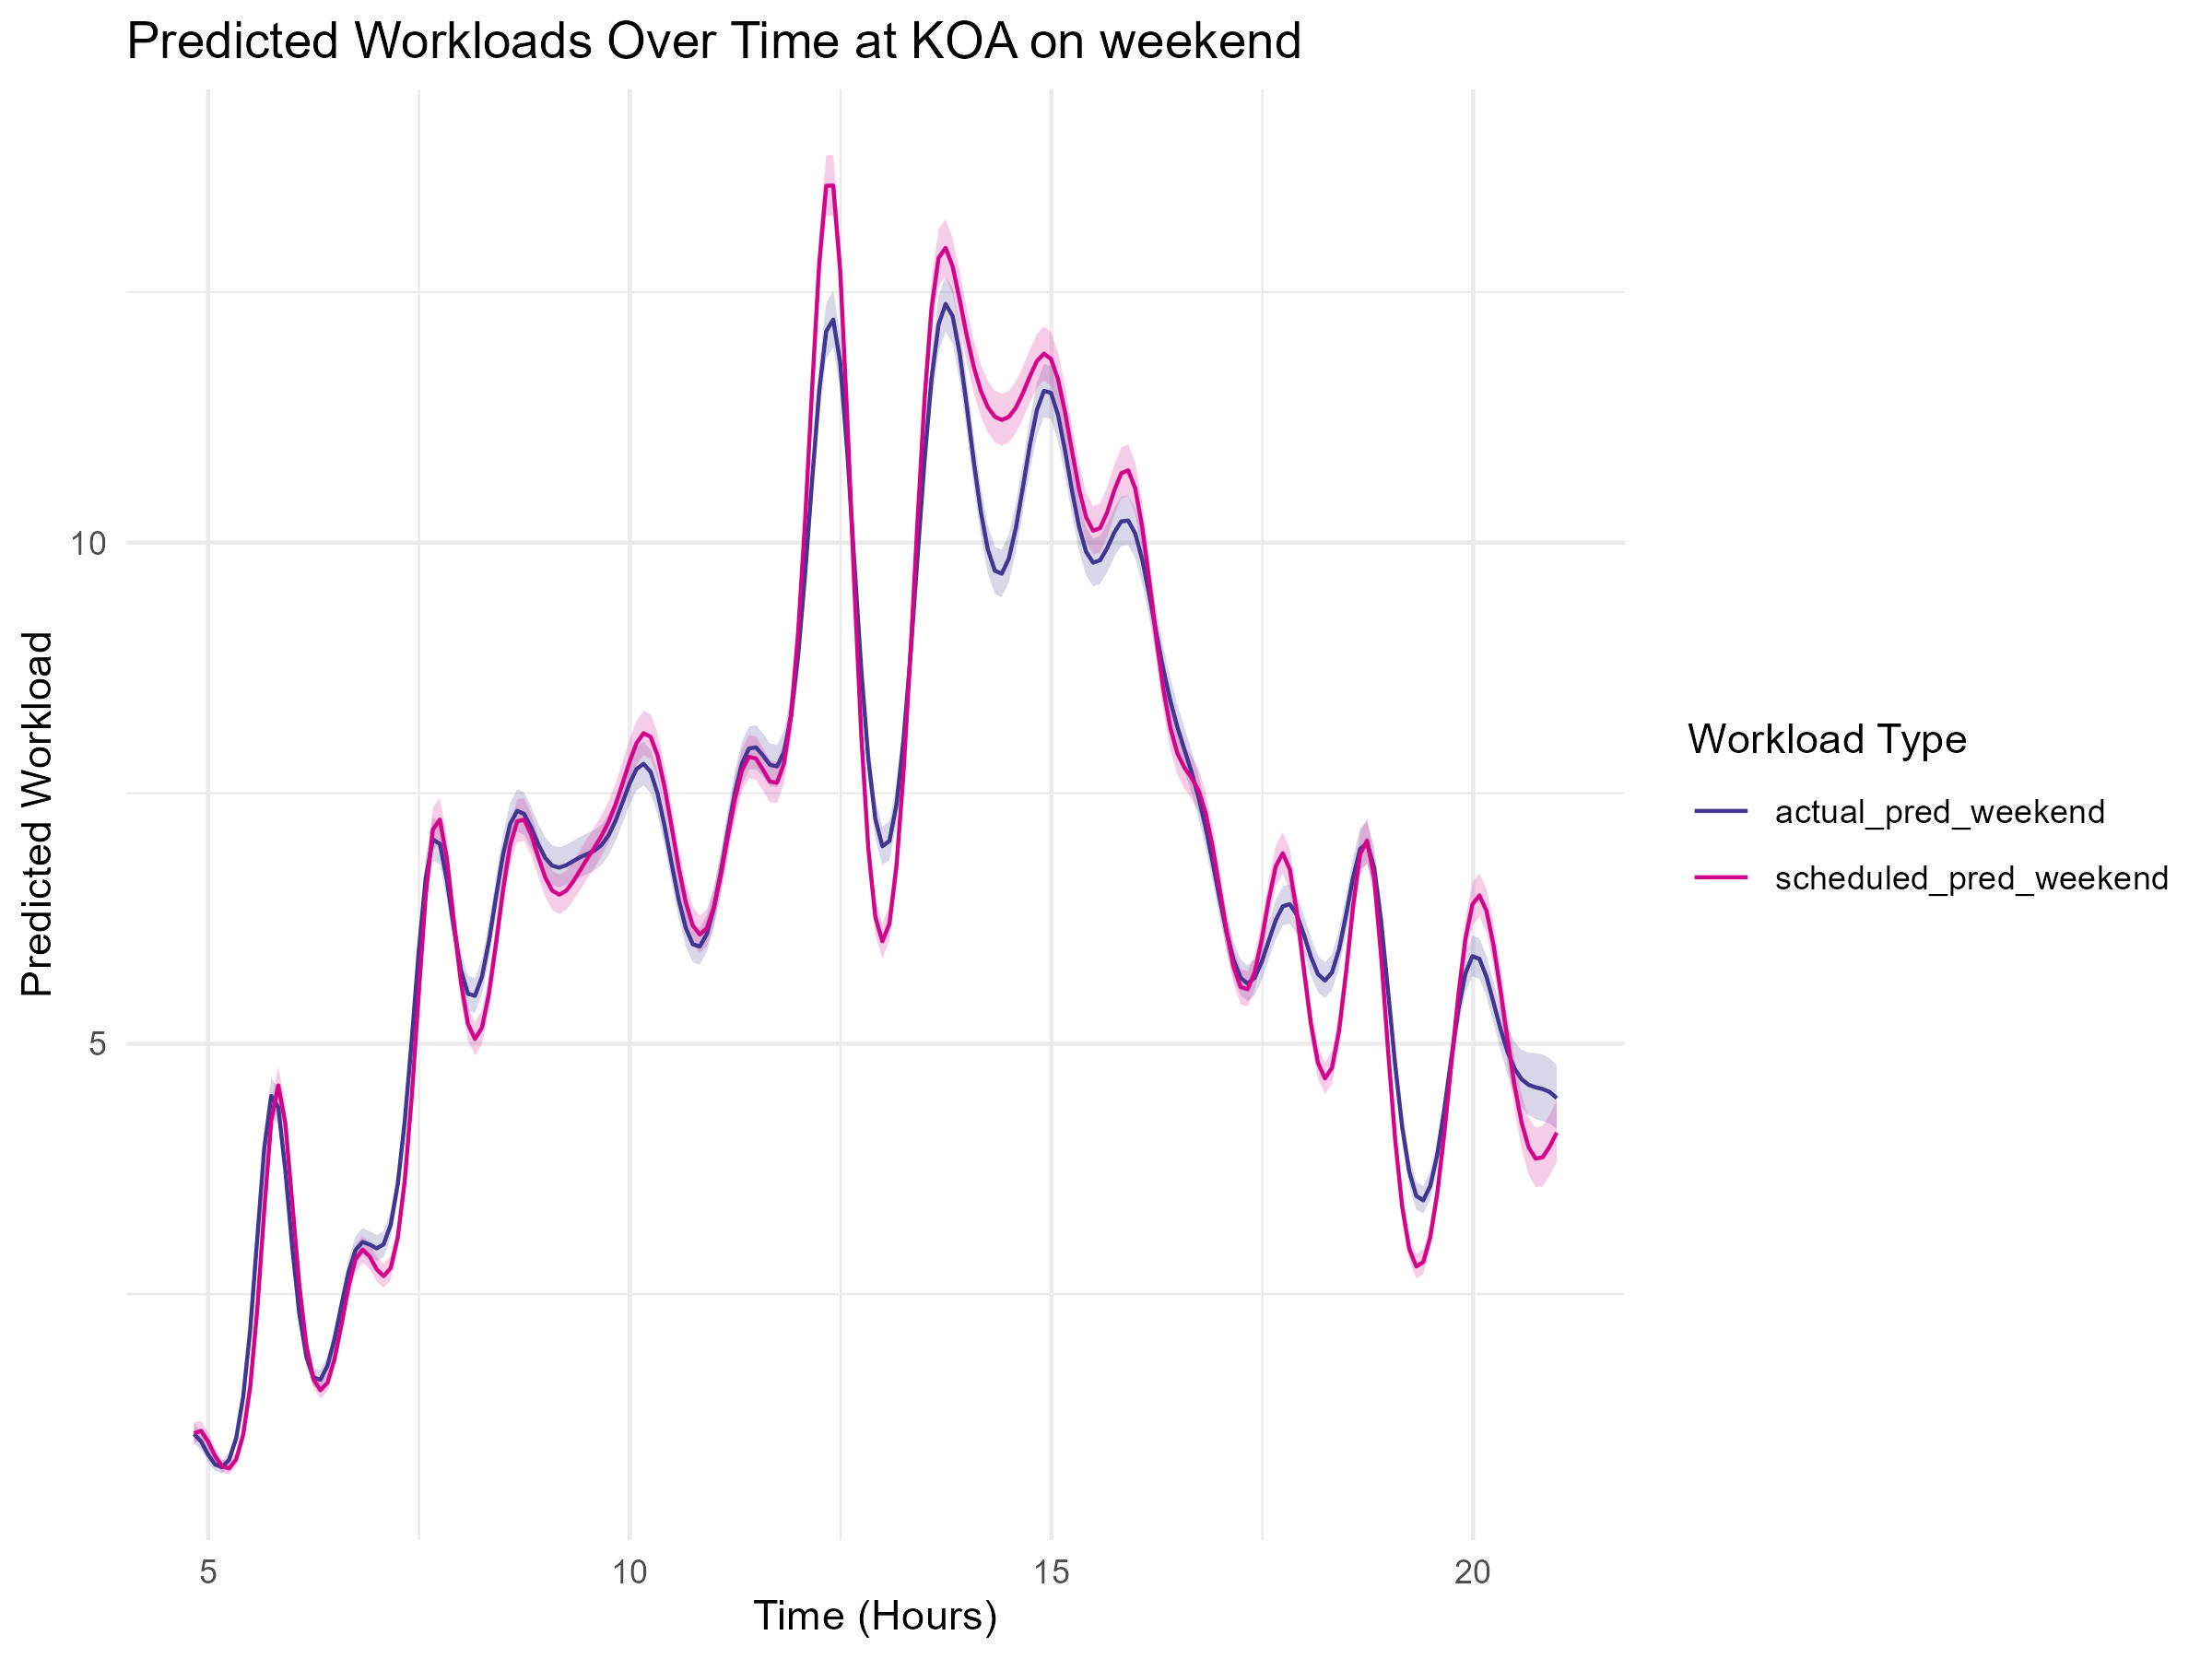 Predicted Workloads Over Time at KOA on weekend
Predicted Workload
10
5
5
10
15
20
Time (Hours)
Workload Type
actual_pred_weekend
scheduled_pred_weekend